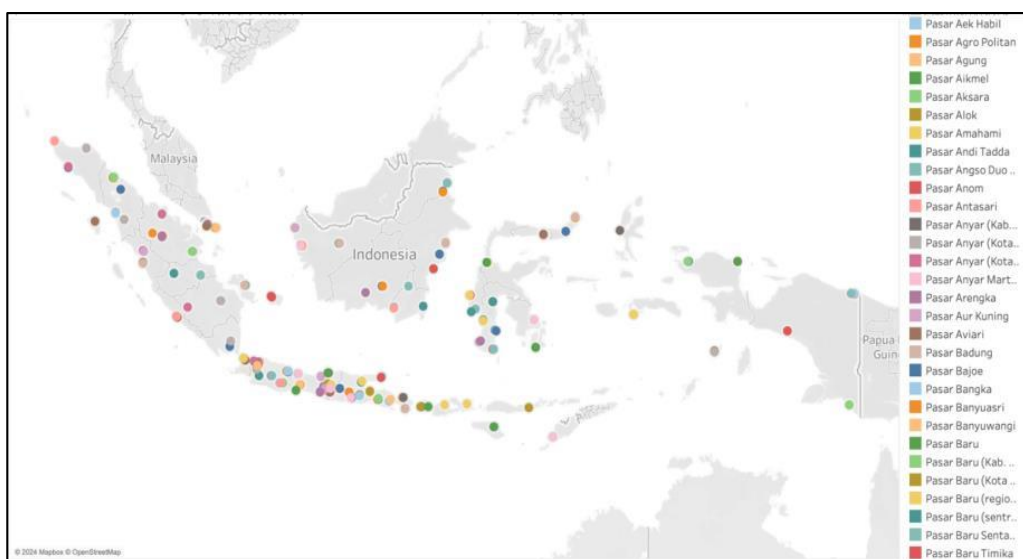 Malaysia
Indonesia
Papua
Guin
© 2024 Mapbox © OpenStreetMap
Pasar Aek Habil
Pasar Agro Politan
Pasar Agung
Pasar Aikmel
Pasar Aksara
Pasar Alok
Pasar Amahami
Pasar Andi Tadda
Pasar Angso Duo ..
Pasar Anom
Pasar Antasari
Pasar Anyar (Kab. ..
Pasar Anyar (Kota..
Pasar Anyar (Kota..
Pasar Anyar Mart..
Pasar Arengka
Pasar Aur Kuning
Pasar Aviari
Pasar Badung
Pasar Bajoe
Pasar Bangka
Pasar Banyuasri
Pasar Banyuwangi
Pasar Baru
Pasar Baru (Kab. ..
Pasar Baru (Kota ..
Pasar Baru (regio..
Pasar Baru (sentr..
Pasar Baru Senta..
Pasar Baru Timika